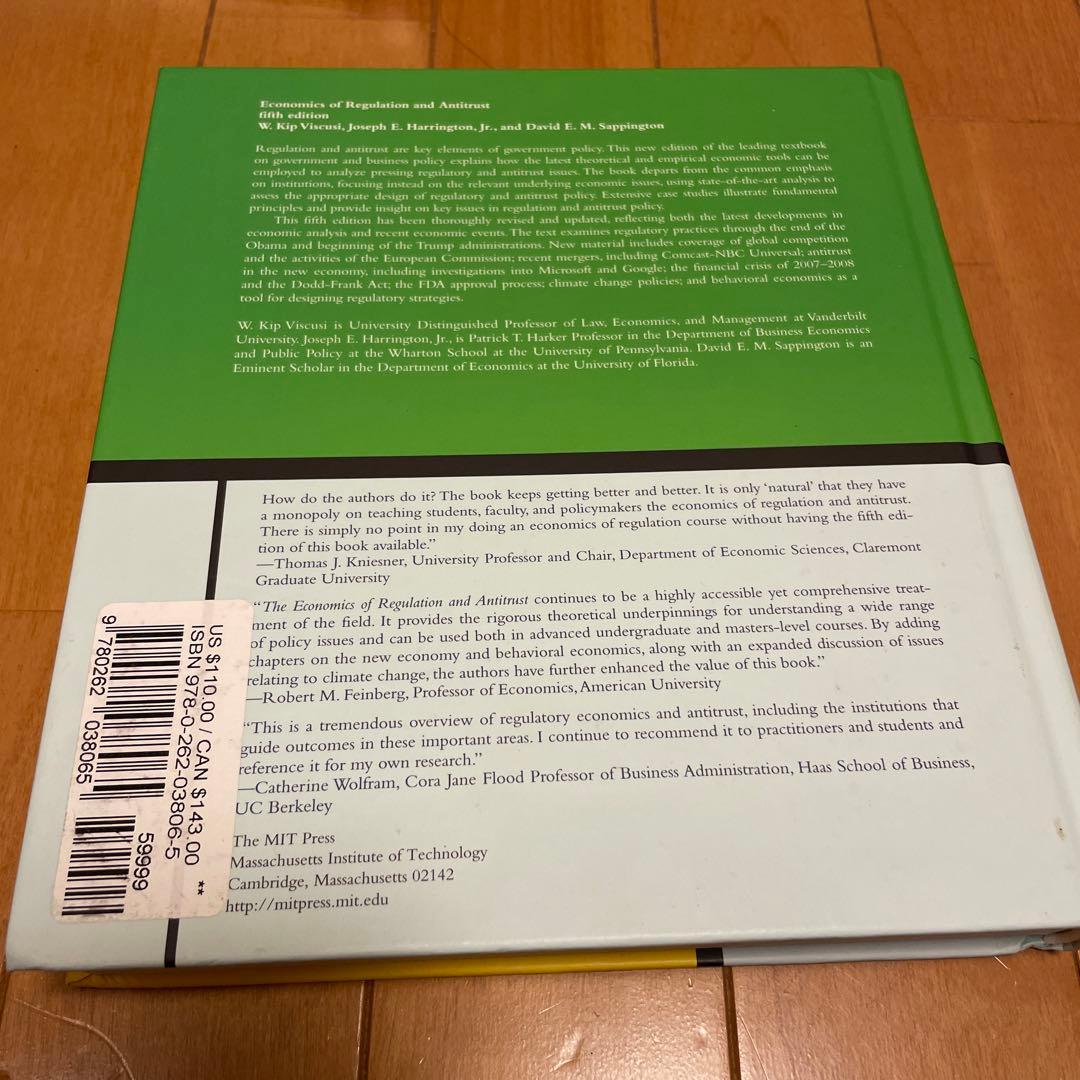 Economics of Regulation and Antitrust
fifth edition
W. Kip Viscusi, Joseph E. Harrington, Jr., and David E. M. Sappington
Regulation and antitrust are key elements of government policy. This new edition of the leading textbook
on government and business policy explains how the latest theoretical and empirical economic tools can be
employed to analyze pressing regulatory and antitrust issues. The book departs from the common emphasis
on institutions, focusing instead on the relevant underlying economic issues, using state-of-the-art analysis to
assess the appropriate design of regulatory and antitrust policy. Extensive case studies illustrate fundamental
principles and provide insight on key issues in regulation and antitrust policy.
This fifth edition has been thoroughly revised and updated, reflecting both the latest developments in
economic analysis and recent economic events. The text examines regulatory practices through the end of the
Obama and beginning of the Trump administrations. New material includes coverage of global competition
and the activities of the European Commission; recent mergers, including Comcast-NBC Universal; antitrust
in the new economy, including investigations into Microsoft and Google; the financial crisis of 2007–2008
and the Dodd-Frank Act; the FDA approval process; climate change policies; and behavioral economics as a
tool for designing regulatory strategies.
W. Kip Viscusi is University Distinguished Professor of Law, Economics, and Management at Vanderbilt
University. Joseph E. Harrington, Jr., is Patrick T. Harker Professor in the Department of Business Economics
and Public Policy at the Wharton School at the University of Pennsylvania. David E. M. Sappington is an
Eminent Scholar in the Department of Economics at the University of Florida.
How do the authors do it? The book keeps getting better and better. It is only ‘natural’ that they have
a monopoly on teaching students, faculty, and policymakers the economics of regulation and antitrust.
There is simply no point in my doing an economics of regulation course without having the fifth edi-
tion of this book available.”
—Thomas J. Kniesner, University Professor and Chair, Department of Economic Sciences, Claremont
Graduate University
“The Economics of Regulation and Antitrust continues to be a highly accessible yet comprehensive treat-
ment of the field. It provides the rigorous theoretical underpinnings for understanding a wide range
of policy issues and can be used both in advanced undergraduate and masters-level courses. By adding
chapters on the new economy and behavioral economics, along with an expanded discussion of issues
relating to climate change, the authors have further enhanced the value of this book.”
—Robert M. Feinberg, Professor of Economics, American University
“This is a tremendous overview of regulatory economics and antitrust, including the institutions that
guide outcomes in these important areas. I continue to recommend it to practitioners and students and
reference it for my own research.”
—Catherine Wolfram, Cora Jane Flood Professor of Business Administration, Haas School of Business,
UC Berkeley
The MIT Press
Massachusetts Institute of Technology
Cambridge, Massachusetts 02142
http://mitpress.mit.edu
US $110.00 / CAN $143.00 **
ISBN 978-0-262-03806-5
59999
9 780262 038065